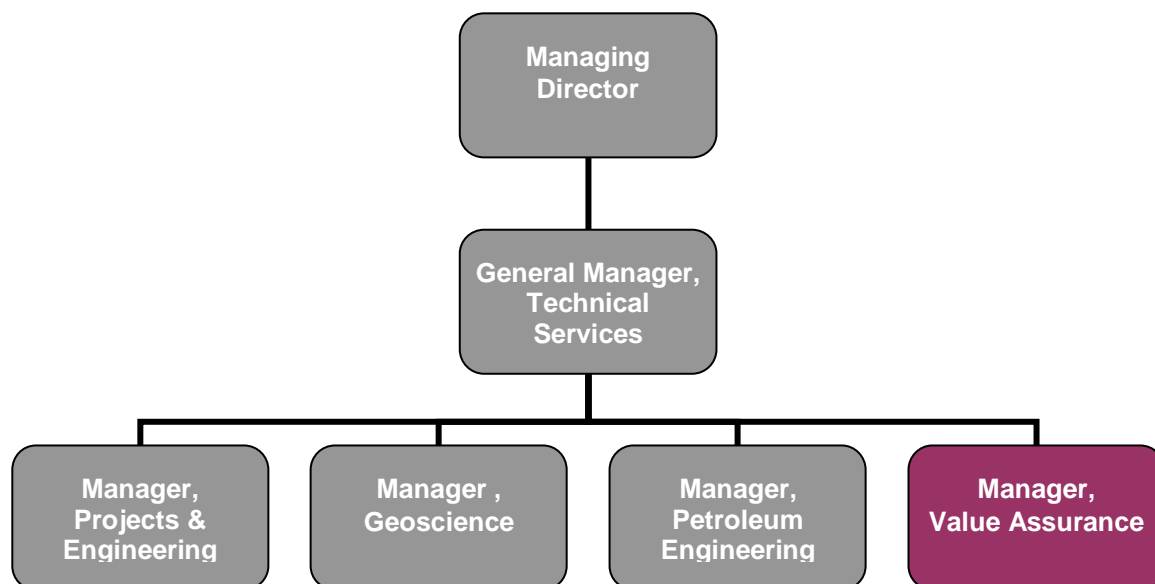 Managing
Director
General Manager,
Technical
Services
Manager,
Projects &
Engineering
Manager ,
Geoscience
Manager,
Petroleum
Engineering
Manager,
Value Assurance